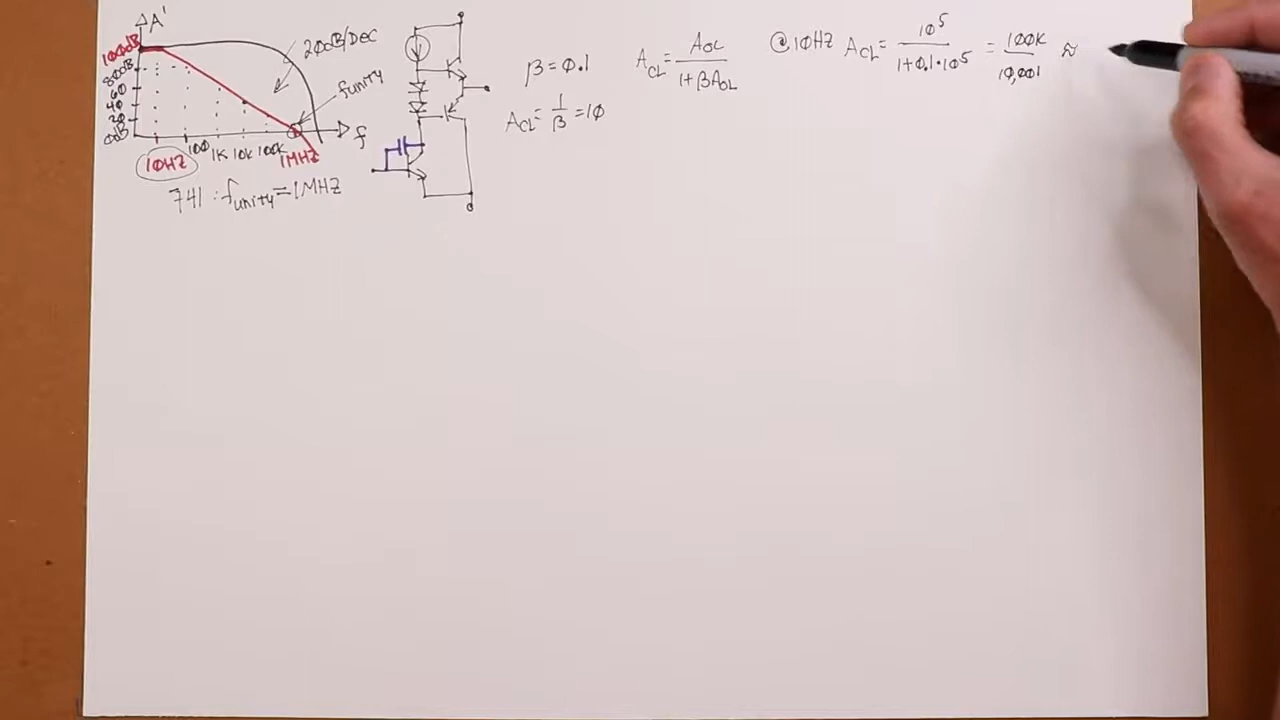 A'
100dB
80dB
60
40
20
0dB
10HZ
100
1K
10K
100K
1MHZ
f
20dB/DEC
funity
741 : funity = 1MHZ
β = 0.1
ACL = 1/β = 10
ACL = AOL/1+βAOL
@10HZ ACL = 10^5/1+0.1·10^5 = 100K/10,001 ≈